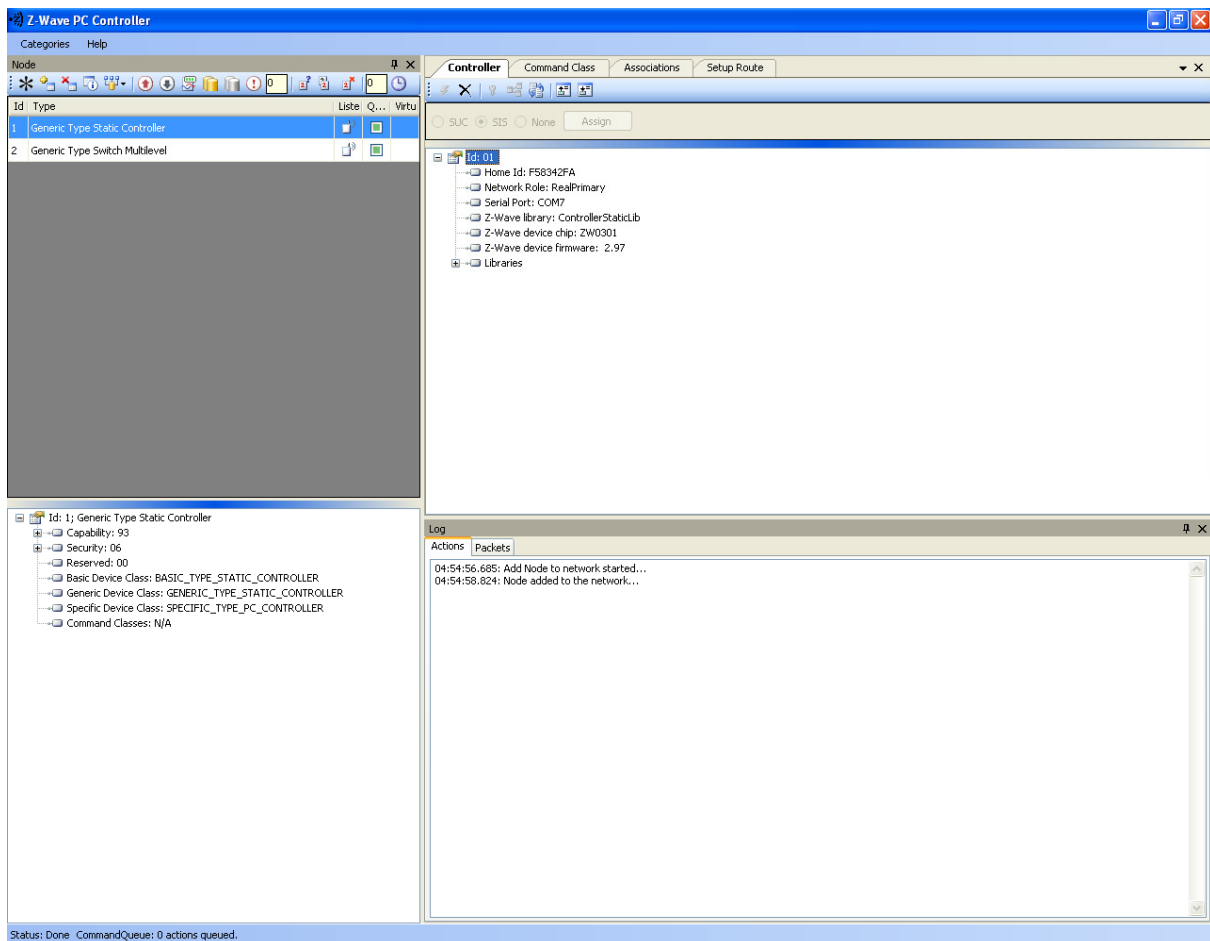 Z-Wave PC Controller
Categories Help
Node
0
0
Id Type Liste Q... Virtu
1 Generic Type Static Controller
2 Generic Type Switch Multilevel
Id: 1; Generic Type Static Controller
Capability: 93
Security: 06
Reserved: 00
Basic Device Class: BASIC_TYPE_STATIC_CONTROLLER
Generic Device Class: GENERIC_TYPE_STATIC_CONTROLLER
Specific Device Class: SPECIFIC_TYPE_PC_CONTROLLER
Command Classes: N/A
Controller Command Class Associations Setup Route
SUC SIS None Assign
Id: 01
Home Id: F58342FA
Network Role: RealPrimary
Serial Port: COM7
Z-Wave library: ControllerStaticLib
Z-Wave device chip: ZW0301
Z-Wave device firmware: 2.97
Libraries
Log
Actions Packets
04:54:56.685: Add Node to network started...
04:54:58.824: Node added to the network...
Status: Done CommandQueue: 0 actions queued.